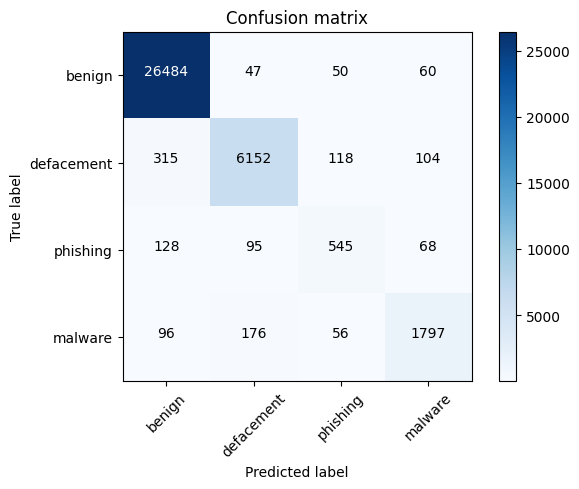 Confusion matrix
True label
benign 26484 47 50 60
defacement 315 6152 118 104
phishing 128 95 545 68
malware 96 176 56 1797
benign defacement phishing malware
Predicted label
25000
20000
15000
10000
5000